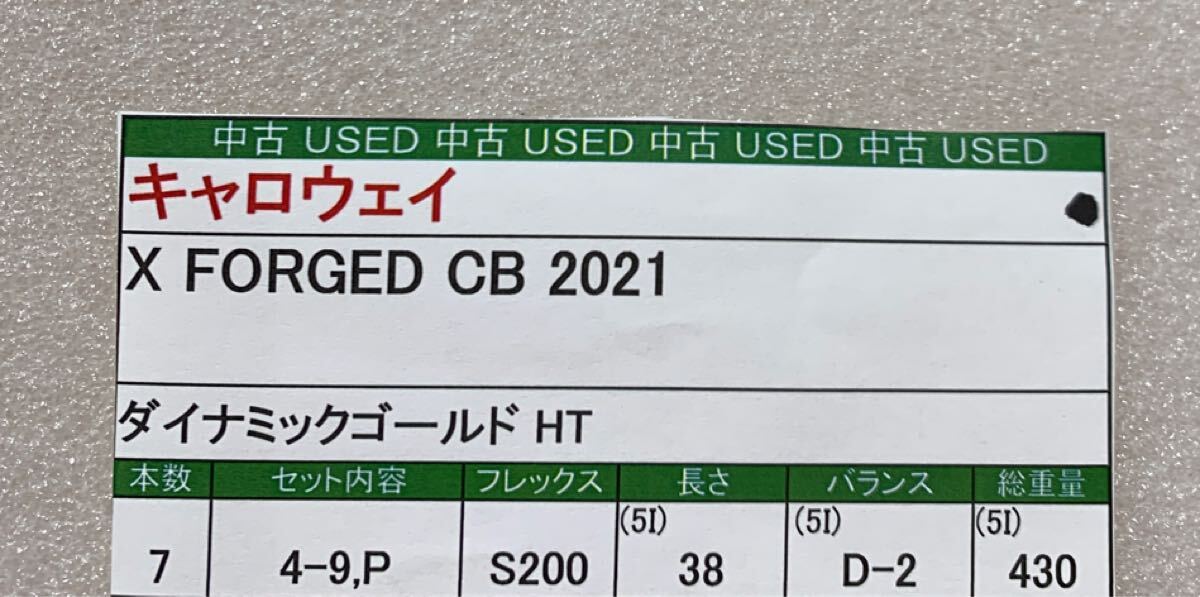 中古 USED 中古 USED 中古 USED 中古 USED
キャロウェイ
X FORGED CB 2021
ダイナミックゴールド HT
本数 セット内容 フレックス 長さ バランス 総重量
(5I) (5I) (5I)
7 4-9,P S200 38 D-2 430